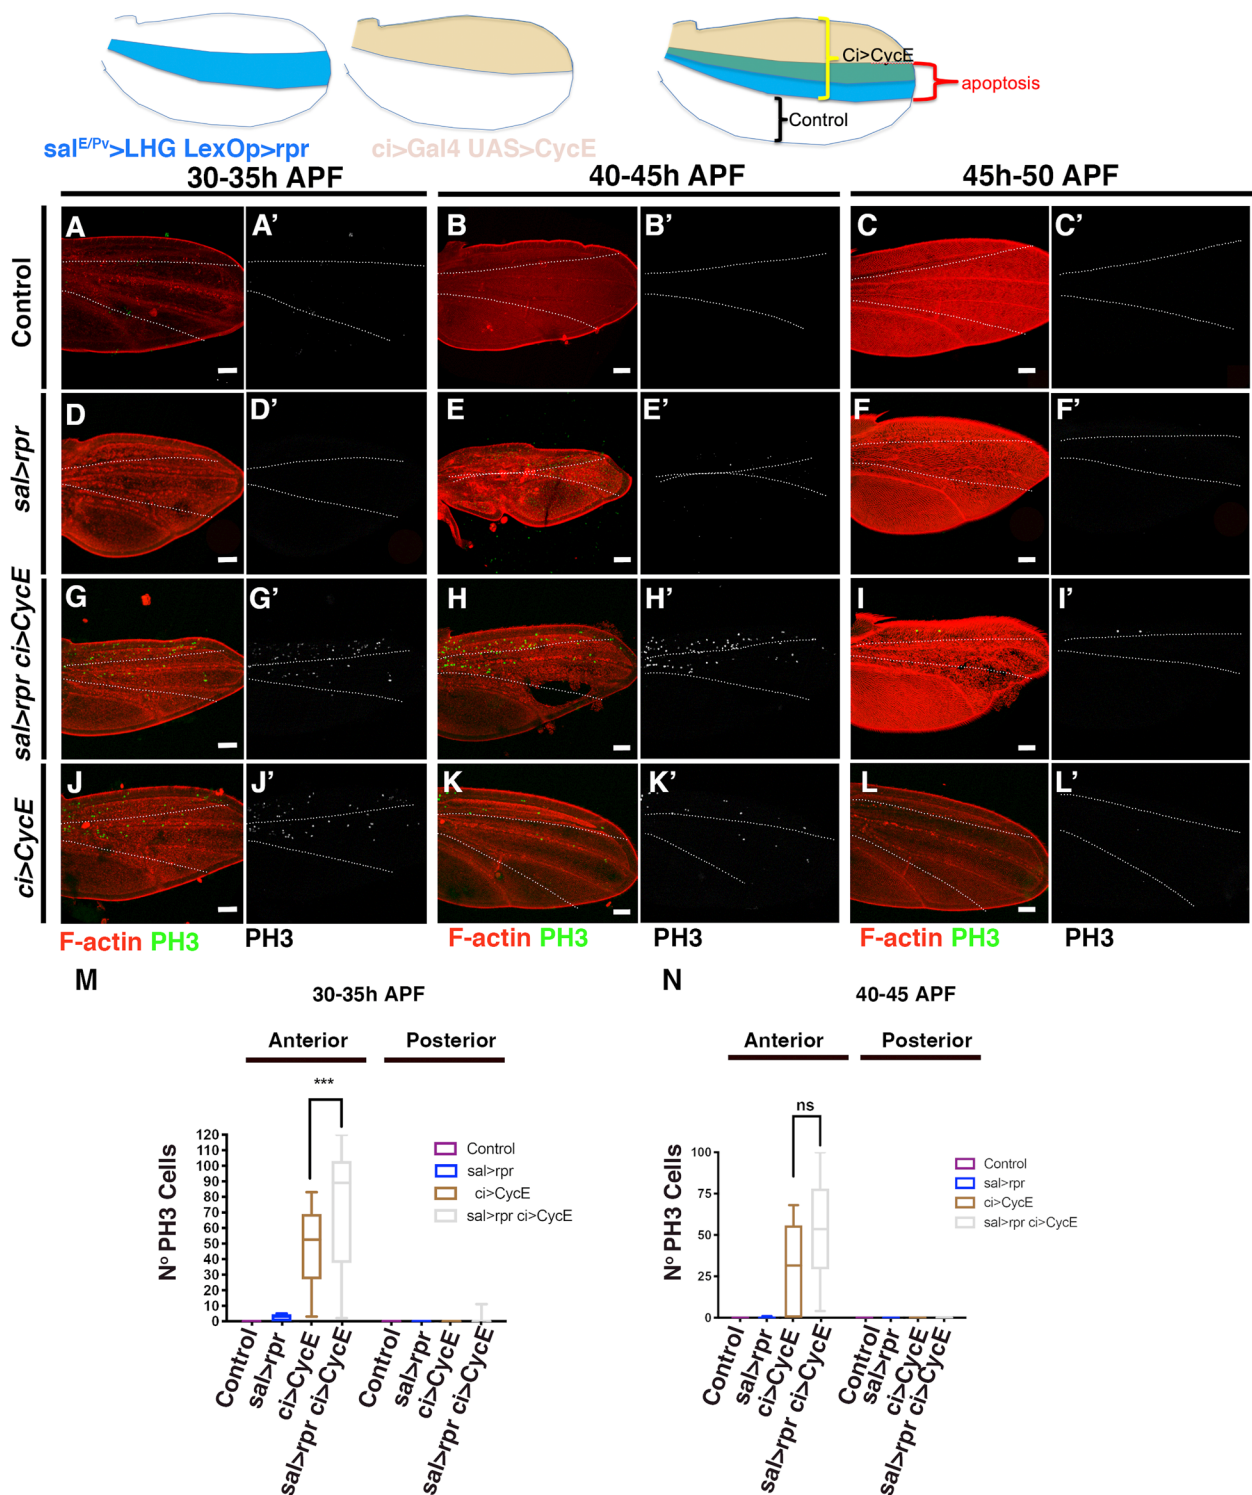 Ci>CycE
apoptosis
Control
sal^E/Pv>LHG LexOp>rpr
ci>Gal4 UAS>CycE
30-35h APF
40-45h APF
45h-50 APF
Control
A
A’
B
B’
C
C’
sal>rpr
D
D’
E
E’
F
F’
sal>rpr ci>CycE
G
G’
H
H’
I
I’
ci>CycE
J
J’
K
K’
L
L’
F-actin PH3
PH3
F-actin PH3
PH3
F-actin PH3
PH3
M
30-35h APF
Anterior
Posterior
***
Nº PH3 Cells
120
110
100
90
80
70
60
50
40
30
20
10
0
Control
sal>rpr
ci>CycE
sal>rpr ci>CycE
Control
sal>rpr
ci>CycE
sal>rpr ci>CycE
Control
sal>rpr
ci>CycE
sal>rpr ci>CycE
N
40-45 APF
Anterior
Posterior
ns
Nº PH3 Cells
100
75
50
25
0
Control
sal>rpr
ci>CycE
sal>rpr ci>CycE
Control
sal>rpr
ci>CycE
sal>rpr ci>CycE
Control
sal>rpr
ci>CycE
sal>rpr ci>CycE